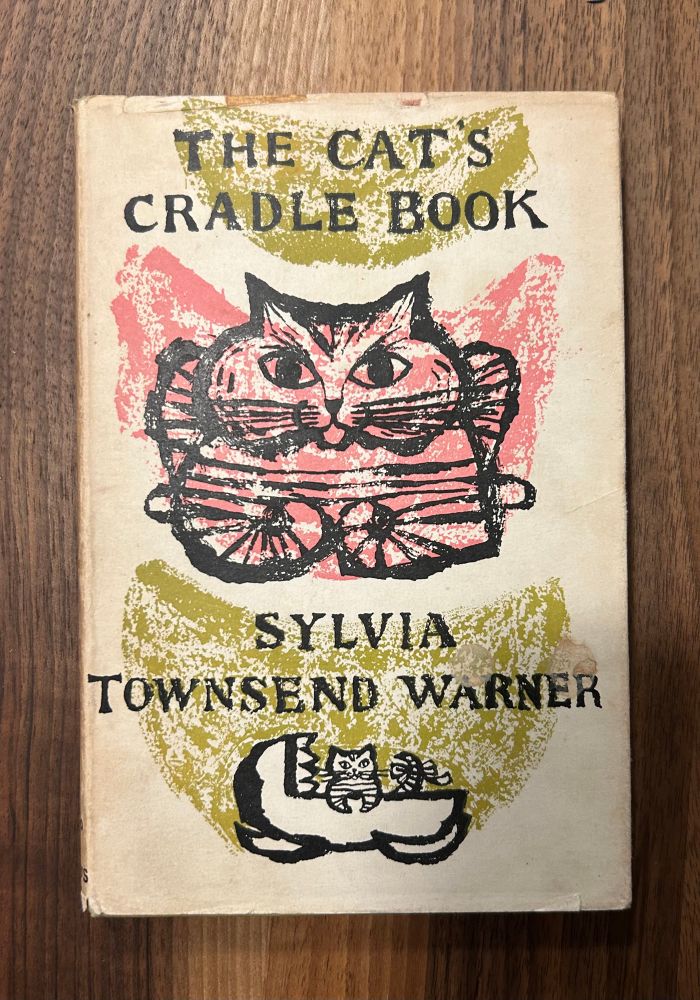 THE CAT'S
CRADLE BOOK
SYLVIA
TOWNSEND WARNER